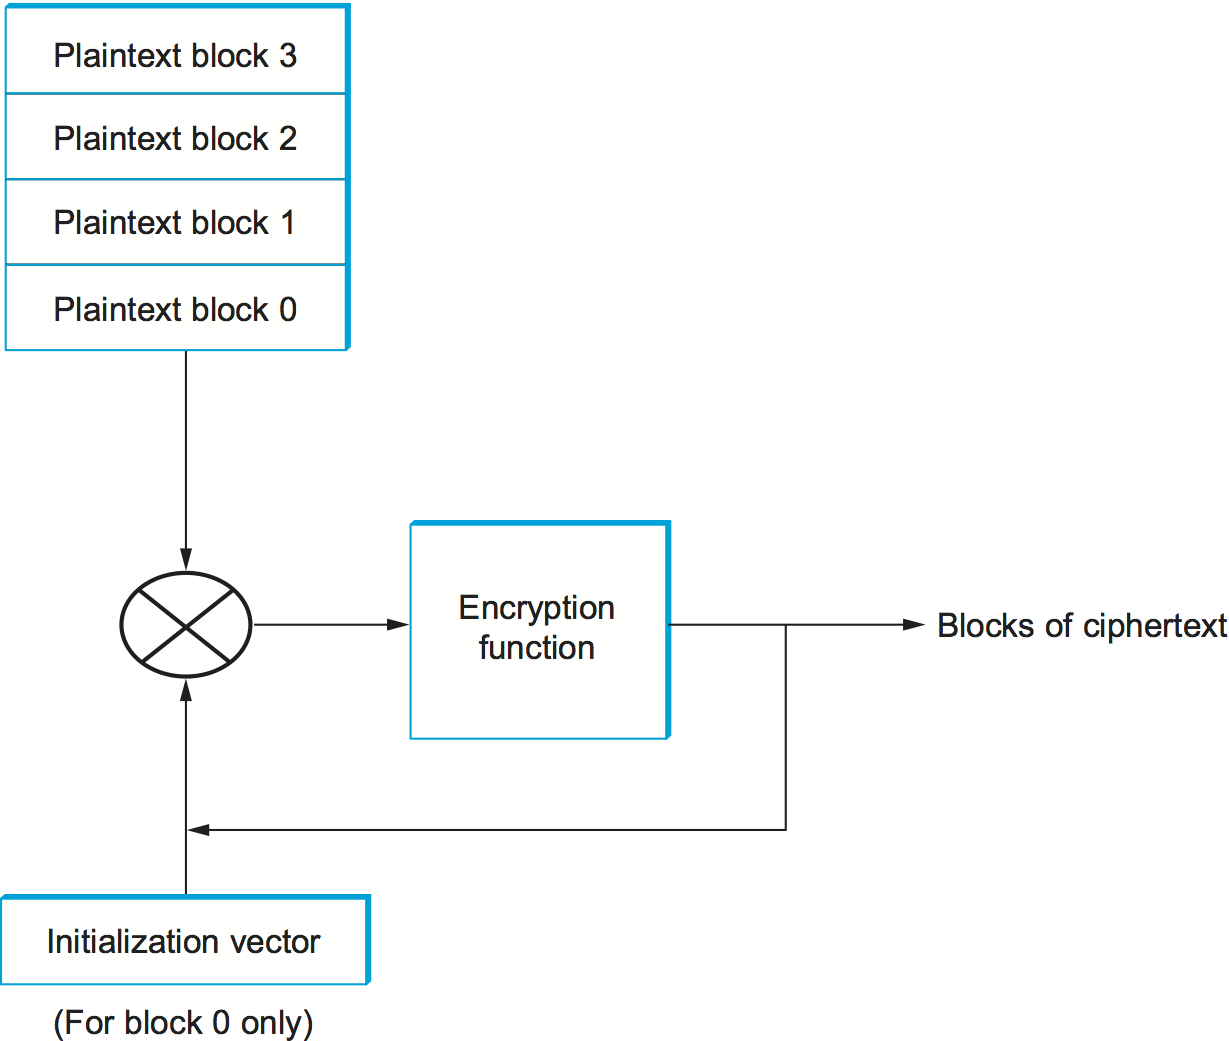 Plaintext block 3
Plaintext block 2
Plaintext block 1
Plaintext block 0
Encryption
function
Blocks of ciphertext
Initialization vector
(For block 0 only)